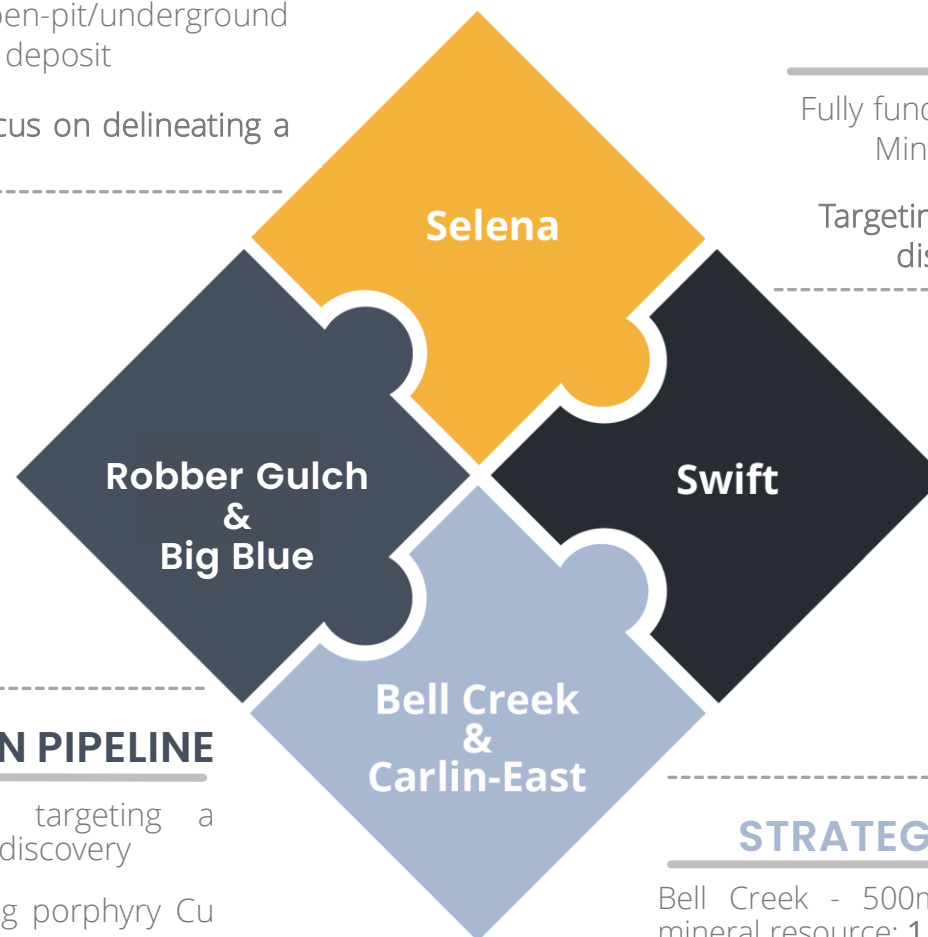 pen-pit/underground
deposit
cus on delineating a
Fully fund
Min
Targetin
dis
Selena
Robber Gulch
&
Big Blue
Swift
Bell Creek
&
Carlin-East
N PIPELINE
targeting a
discovery
g porphyry Cu
STRATEG
Bell Creek - 500m
mineral resource: 1